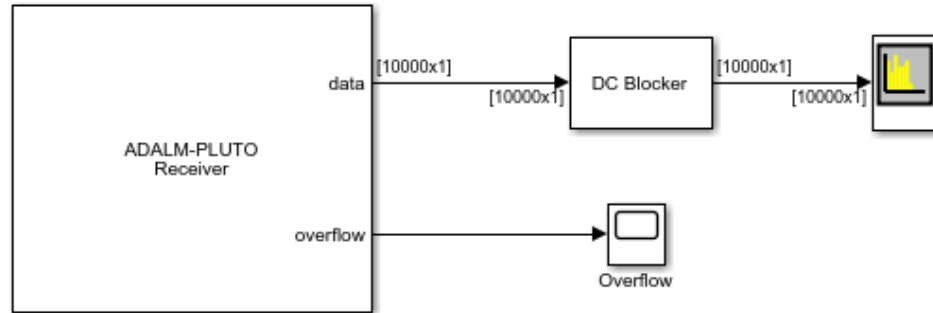 [10000x1]
[10000x1]
data
[10000x1]
DC Blocker
[10000x1]
ADALM-PLUTO
Receiver
overflow
Overflow